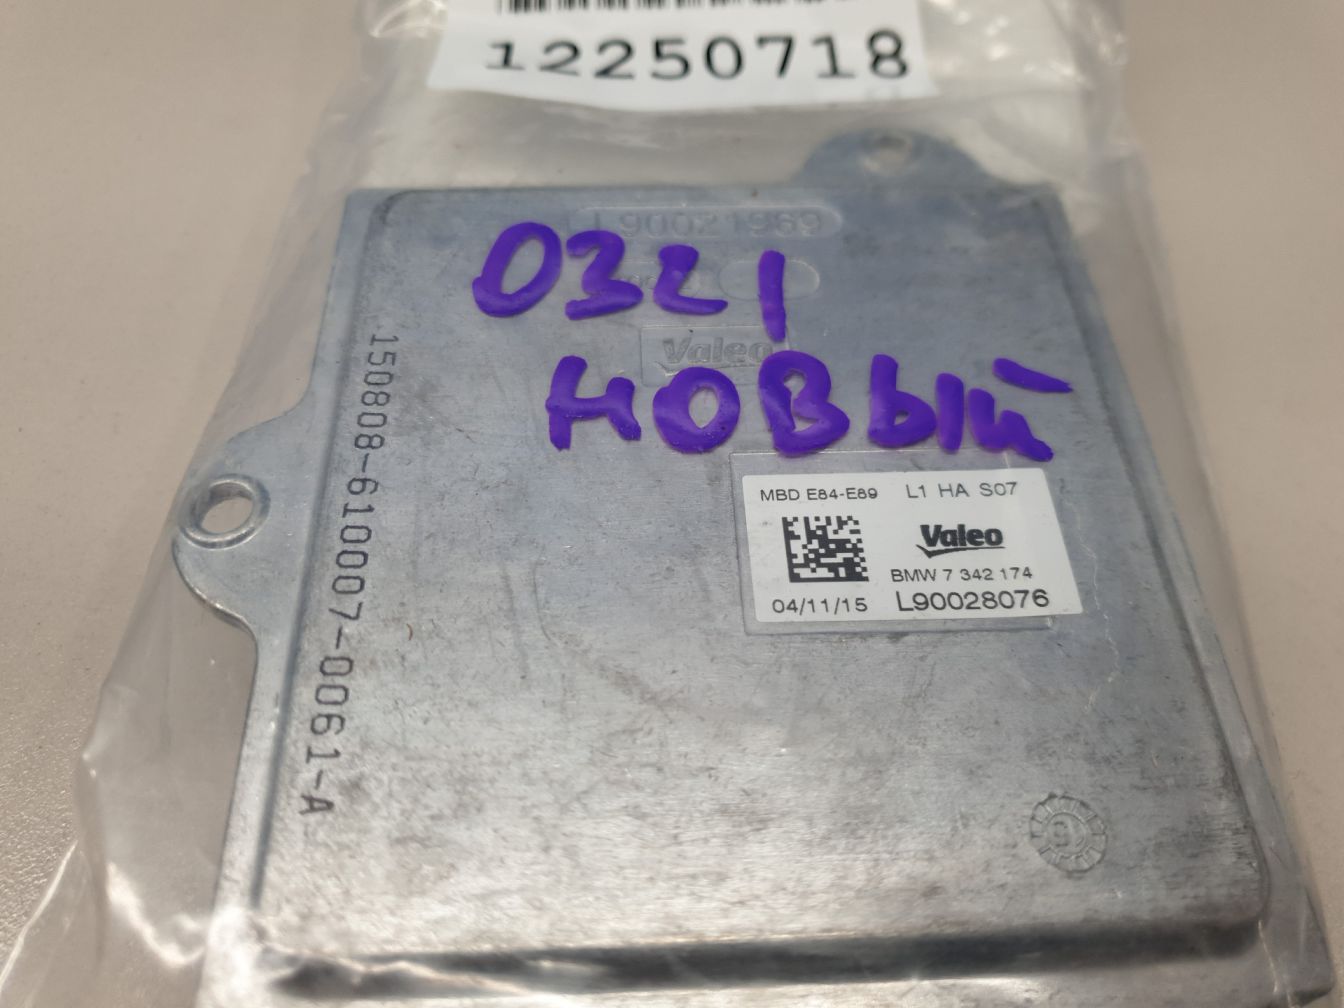 12250718
L90021969
озч
Valeo
новый
150808-610007-0061-A
MBD E84-E89 L1 HA S07
Valeo
BMW 7 342 174
04/11/15 L90028076